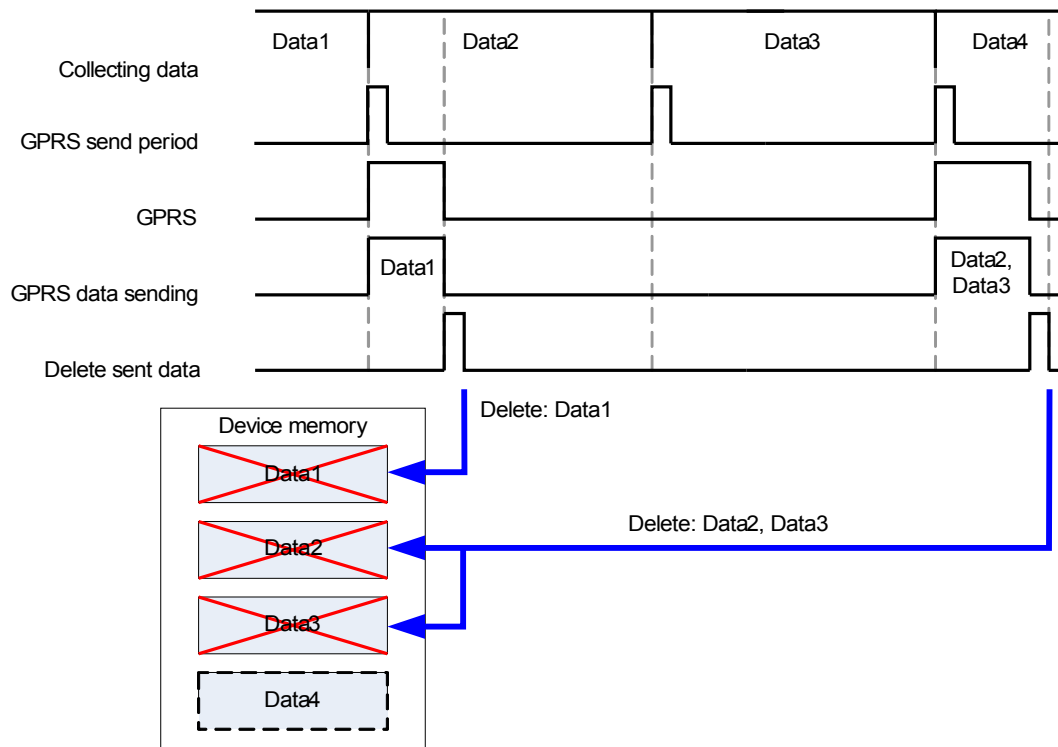 Data1
Data2
Data3
Data4
Collecting data
GPRS send period
GPRS
GPRS data sending
Data1
Data2,
Data3
Delete sent data
Delete: Data1
Device memory
Data1
Delete: Data2, Data3
Data2
Data3
Data4